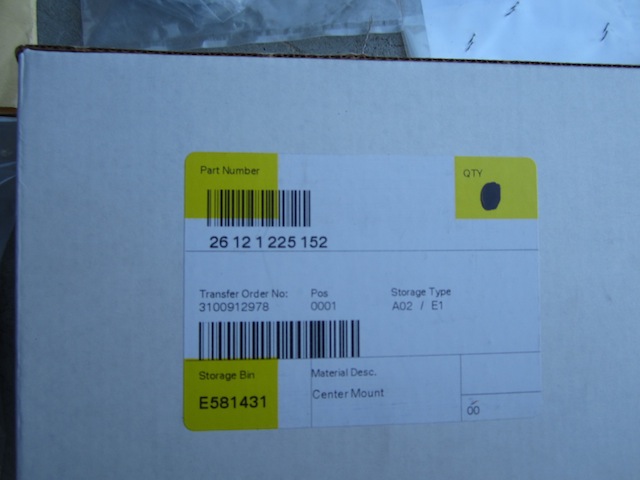 Part Number
QTY
26 12 1 225 152
Transfer Order No: Pos Storage Type
3100912978 0001 A02 / E1
Storage Bin Material Desc.
E581431 Center Mount
00